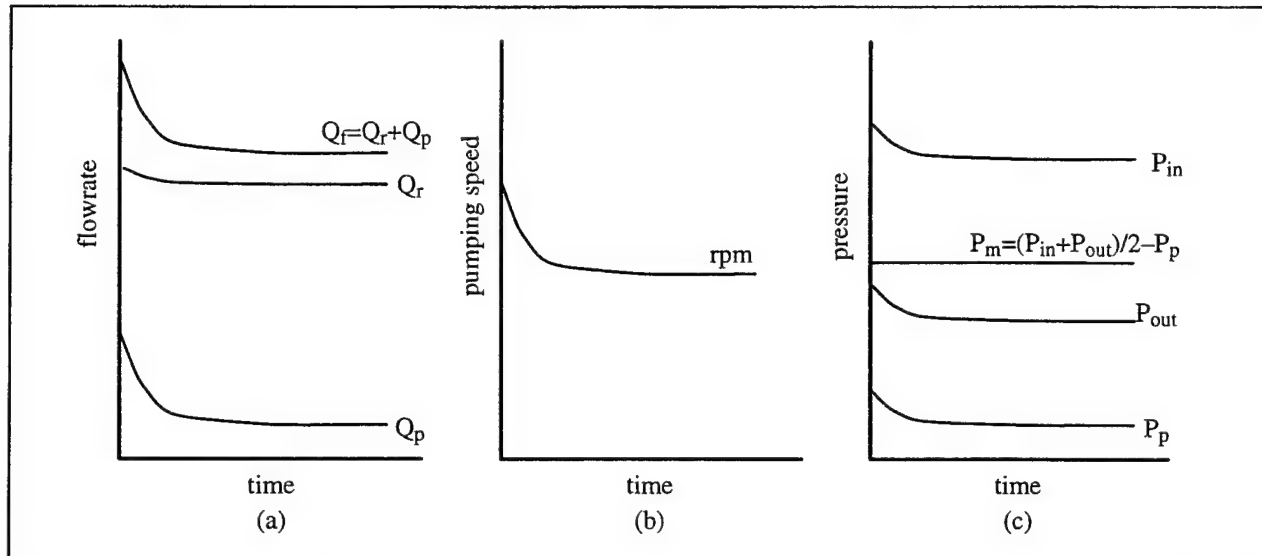 flowrate
Q_f=Q_r+Q_p
Q_r
Q_p
time
(a)
pumping speed
rpm
time
(b)
pressure
P_in
P_m=(P_in+P_out)/2–P_p
P_out
P_p
time
(c)